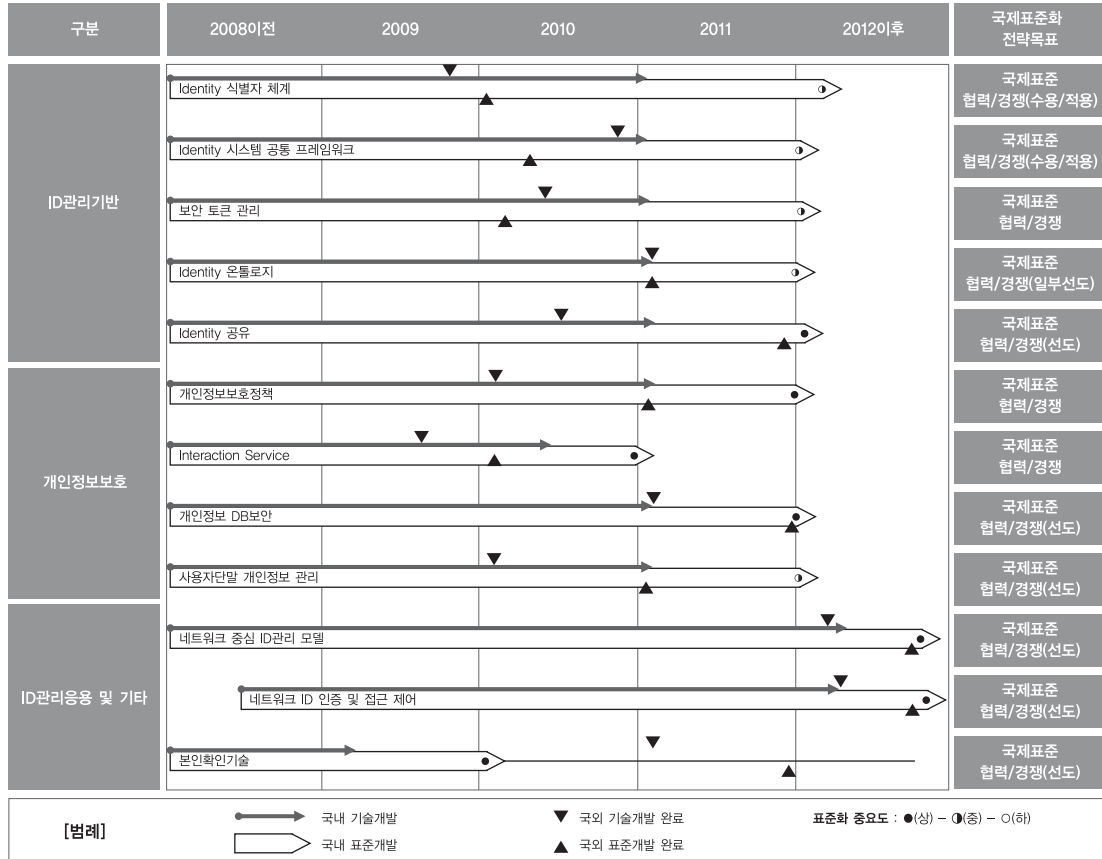 구분
2008이전
2009
2010
2011
2012이후
국제표준화
전략목표
ID관리기반
Identity 식별자 체계
국제표준
협력/경쟁(수용/적용)
Identity 시스템 공통 프레임워크
국제표준
협력/경쟁(수용/적용)
보안 토큰 관리
국제표준
협력/경쟁
Identity 온톨로지
국제표준
협력/경쟁(일부선도)
Identity 공유
국제표준
협력/경쟁(선도)
개인정보보호
개인정보보호정책
국제표준
협력/경쟁
Interaction Service
국제표준
협력/경쟁
개인정보 DB보안
국제표준
협력/경쟁(선도)
사용자단말 개인정보 관리
국제표준
협력/경쟁(선도)
ID관리응용 및 기타
네트워크 중심 ID관리 모델
국제표준
협력/경쟁(선도)
네트워크 ID 인증 및 접근 제어
국제표준
협력/경쟁(선도)
본인확인기술
국제표준
협력/경쟁(선도)
[범례]
국내 기술개발
국내 표준개발
▼ 국외 기술개발 완료
▲ 국외 표준개발 완료
표준화 중요도 : ●(상) – ◑(중) – ○(하)